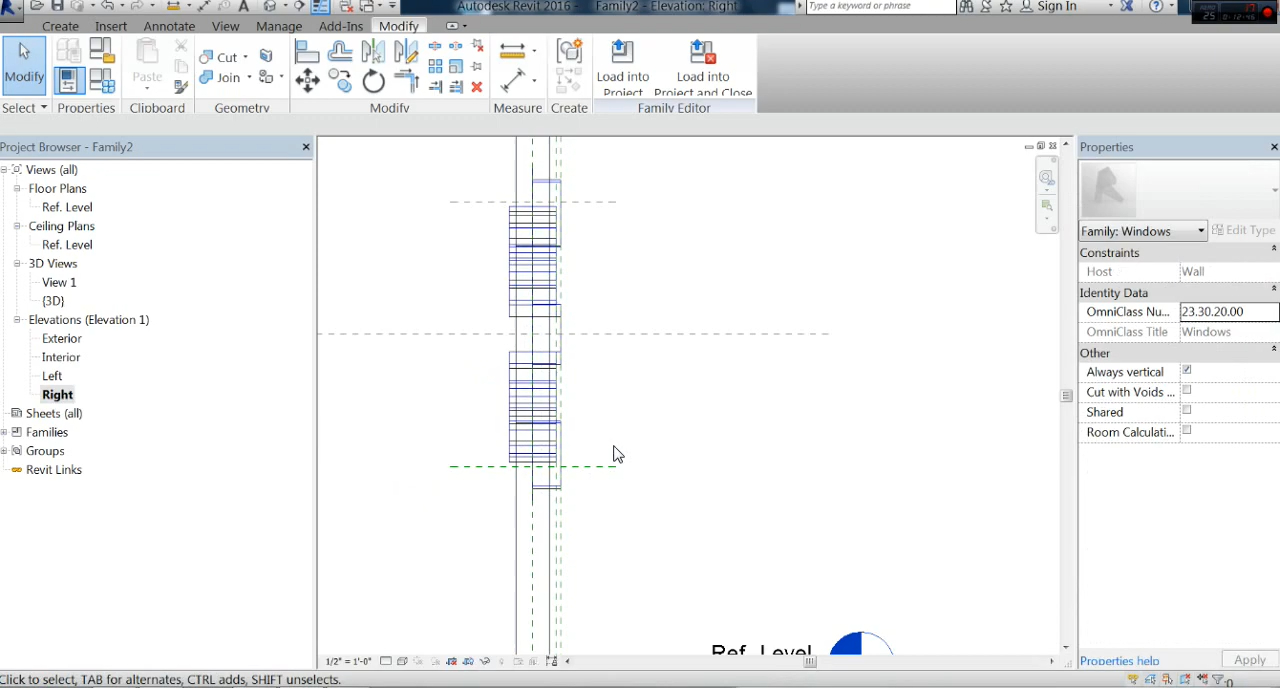 Autodesk Revit 2016 - Family2 - Elevation: Right
Type a keyword or phrase
Sign In
Create Insert Annotate View Manage Add-Ins Modify
Modify
Paste
Cut
Join
Load into Project
Load into Project and Close
Select Properties Clipboard Geometry Modify Measure Create Family Editor
Project Browser - Family2
Views (all)
Floor Plans
Ref. Level
Ceiling Plans
Ref. Level
3D Views
View 1
{3D}
Elevations (Elevation 1)
Exterior
Interior
Left
Right
Sheets (all)
Families
Groups
Revit Links
Ref. Level
1/2" = 1'-0"
Properties
Family: Windows
Edit Type
Constraints
Host Wall
Identity Data
OmniClass Nu... 23.30.20.00
OmniClass Title Windows
Other
Always vertical
Cut with Voids ...
Shared
Room Calculati...
Properties help
Apply
Click to select, TAB for alternates, CTRL adds, SHIFT unselects.
:0